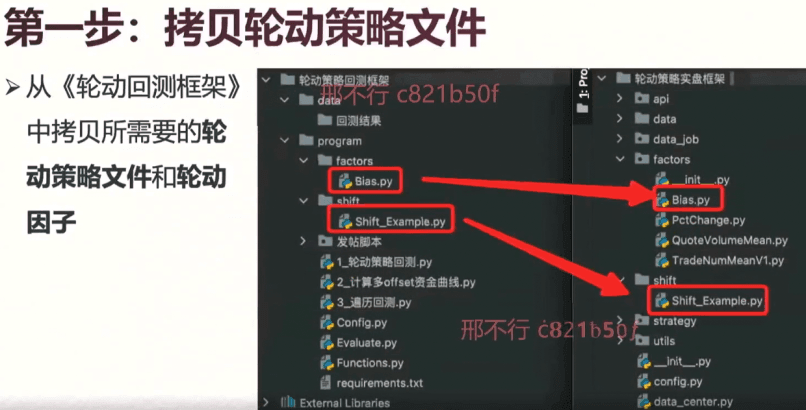 第一步：拷贝轮动策略文件
➢从《轮动回测框架》
中拷贝所需要的轮
动策略文件和轮动
因子
轮动策略回测框架
data
回测结果
program
factors
Bias.py
shift
Shift_Example.py
发帖脚本
1_轮动策略回测.py
2_计算多offset资金曲线.py
3_遍历回测.py
Config.py
Evaluate.py
Functions.py
requirements.txt
External Libraries
邢不行 c821b50f
1: Pro
轮动策略实盘框架
api
data
data_job
factors
__init__.py
Bias.py
PctChange.py
QuoteVolumeMean.py
TradeNumMeanV1.py
shift
Shift_Example.py
strategy
utils
__init__.py
config.py
data_center.py
邢不行 c821b50f